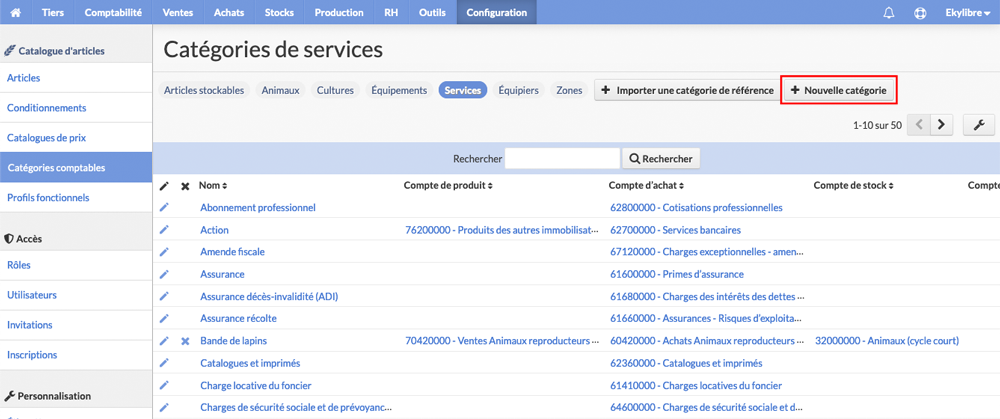 Tiers Comptabilité Ventes Achats Stocks Production RH Outils Configuration Ekylibre
Catalogue d'articles
Articles
Conditionnements
Catalogues de prix
Catégories comptables
Profils fonctionnels
Accès
Rôles
Utilisateurs
Invitations
Inscriptions
Personnalisation
Catégories de services
Articles stockables Animaux Cultures Équipements Services Équipiers Zones Importer une catégorie de référence Nouvelle catégorie
1-10 sur 50
Rechercher Rechercher
Nom Compte de produit Compte d'achat Compte de stock Compte
Abonnement professionnel 62800000 - Cotisations professionnelles
Action 76200000 - Produits des autres immobilisat... 62700000 - Services bancaires
Amende fiscale 67120000 - Charges exceptionnelles - amen...
Assurance 61600000 - Primes d'assurance
Assurance décès-invalidité (ADI) 61680000 - Charges des intérêts des dettes ...
Assurance récolte 61660000 - Assurances - Risques d'exploita...
Bande de lapins 70420000 - Ventes Animaux reproducteurs ... 60420000 - Achats Animaux reproducteurs ... 32000000 - Animaux (cycle court)
Catalogues et imprimés 62360000 - Catalogues et imprimés
Charge locative du foncier 61410000 - Charges locatives du foncier
Charges de sécurité sociale et de prévoyanc... 64600000 - Charges de sécurité sociale et d...